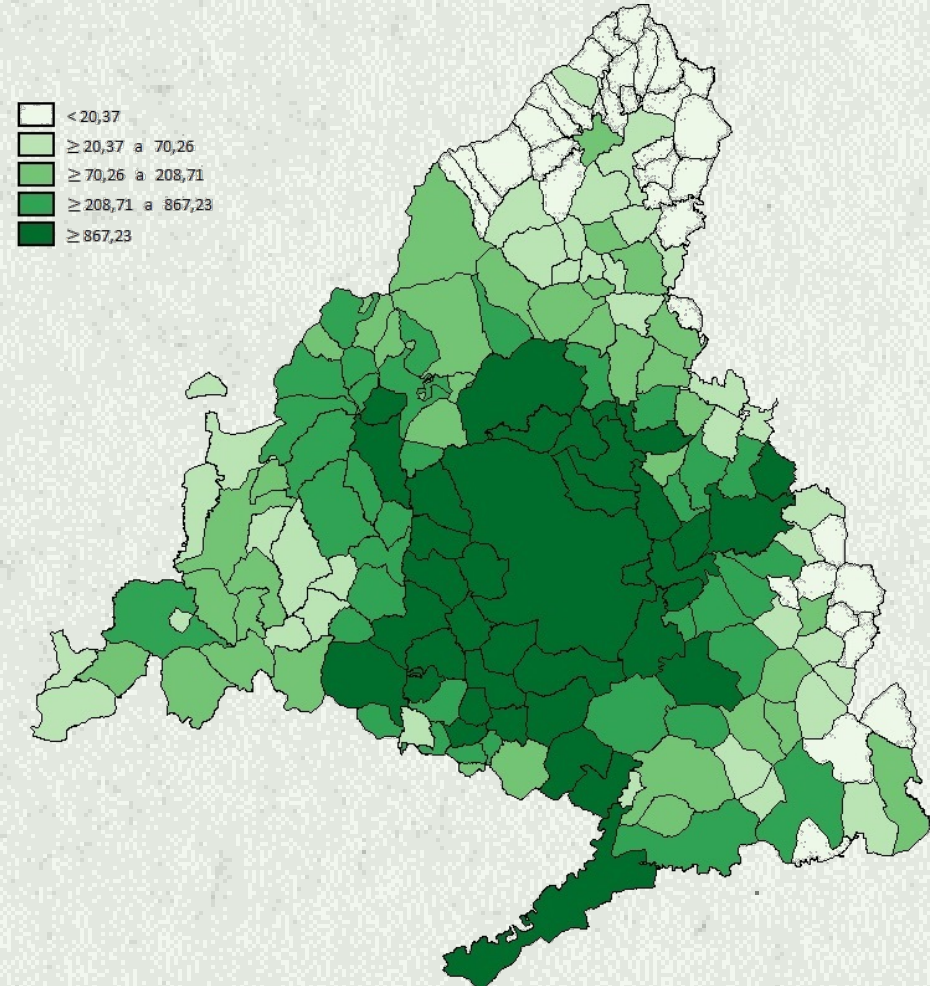 < 20,37
≥ 20,37 a 70,26
≥ 70,26 a 208,71
≥ 208,71 a 867,23
≥ 867,23